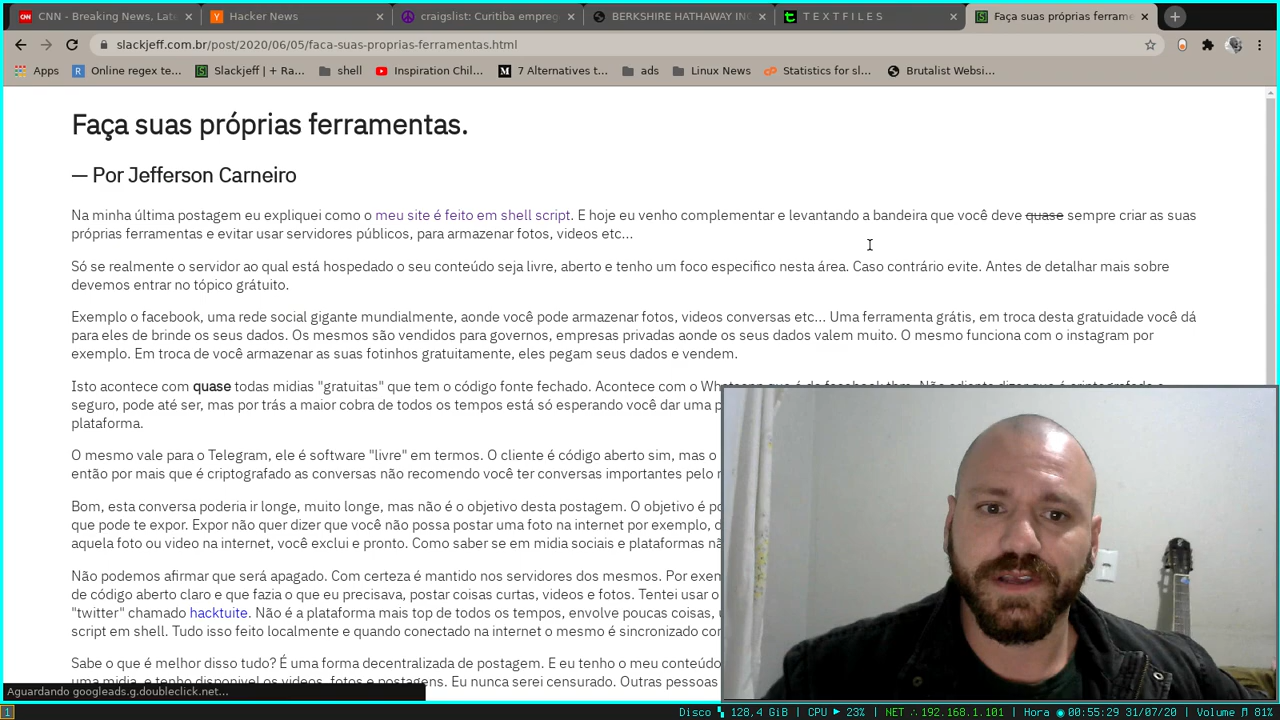 CNN - Breaking News, Late
Hacker News
craigslist: Curitiba empreg
BERKSHIRE HATHAWAY INC
T E X T F I L E S
Faça suas próprias ferrame
slackjeff.com.br/post/2020/06/05/faca-suas-proprias-ferramentas.html
Apps
Online regex te...
Slackjeff | + Ra...
shell
Inspiration Chil...
7 Alternatives t...
ads
Linux News
Statistics for sl...
Brutalist Websi...
Faça suas próprias ferramentas.
— Por Jefferson Carneiro
Na minha última postagem eu expliquei como o meu site é feito em shell script. E hoje eu venho complementar e levantando a bandeira que você deve quase sempre criar as suas
próprias ferramentas e evitar usar servidores públicos, para armazenar fotos, videos etc...
Só se realmente o servidor ao qual está hospedado o seu conteúdo seja livre, aberto e tenho um foco especifico nesta área. Caso contrário evite. Antes de detalhar mais sobre
devemos entrar no tópico grátuito.
Exemplo o facebook, uma rede social gigante mundialmente, aonde você pode armazenar fotos, videos conversas etc... Uma ferramenta grátis, em troca desta gratuidade você dá
para eles de brinde os seus dados. Os mesmos são vendidos para governos, empresas privadas aonde os seus dados valem muito. O mesmo funciona com o instagram por
exemplo. Em troca de você armazenar as suas fotinhos gratuitamente, eles pegam seus dados e vendem.
Isto acontece com quase todas midias "gratuitas" que tem o código fonte fechado. Acontece com o
seguro, pode até ser, mas por trás a maior cobra de todos os tempos está só esperando você dar uma
plataforma.
O mesmo vale para o Telegram, ele é software "livre" em termos. O cliente é código aberto sim, mas o
então por mais que é criptografado as conversas não recomendo você ter conversas importantes pelo
Bom, esta conversa poderia ir longe, muito longe, mas não é o objetivo desta postagem. O objetivo é
que pode te expor. Expor não quer dizer que você não possa postar uma foto na internet por exemplo,
aquela foto ou video na internet, você exclui e pronto. Como saber se em midia sociais e plataformas
Não podemos afirmar que será apagado. Com certeza é mantido nos servidores dos mesmos. Por
de código aberto claro e que fazia o que eu precisava, postar coisas curtas, videos e fotos. Tentei usar o
"twitter" chamado hacktuite. Não é a plataforma mais top de todos os tempos, envolve poucas coisas,
script em shell. Tudo isso feito localmente e quando conectado na internet o mesmo é sincronizado
Sabe o que é melhor disso tudo? É uma forma decentralizada de postagem. E eu tenho o meu conteúdo
uma midia, e tenho disponivel os videos, fotos e postagens. Eu nunca serei censurado. Outras pessoas
Aguardando googleads.g.doubleclick.net...
1
Disco 128,4 GiB | CPU 23% | NET 192.168.1.101 | Hora 00:55:29 31/07/20 | Volume 81%